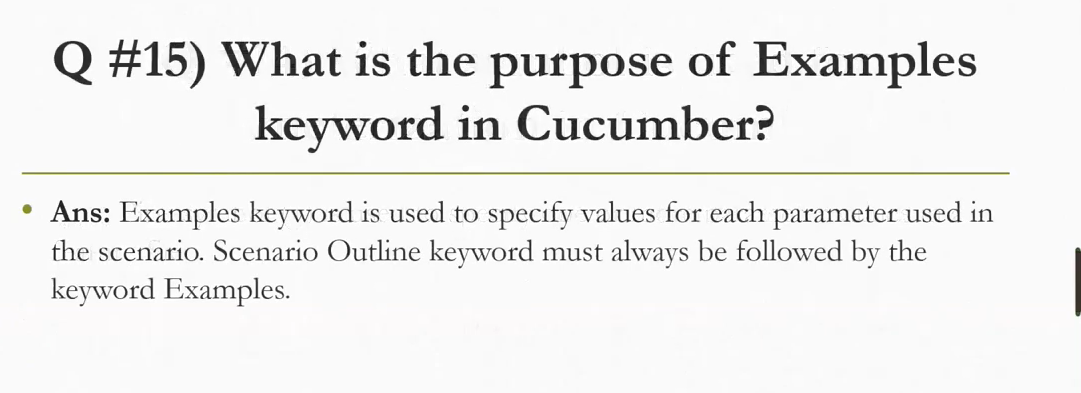 Q #15) What is the purpose of Examples
keyword in Cucumber?
• Ans: Examples keyword is used to specify values for each parameter used in
the scenario. Scenario Outline keyword must always be followed by the
keyword Examples.